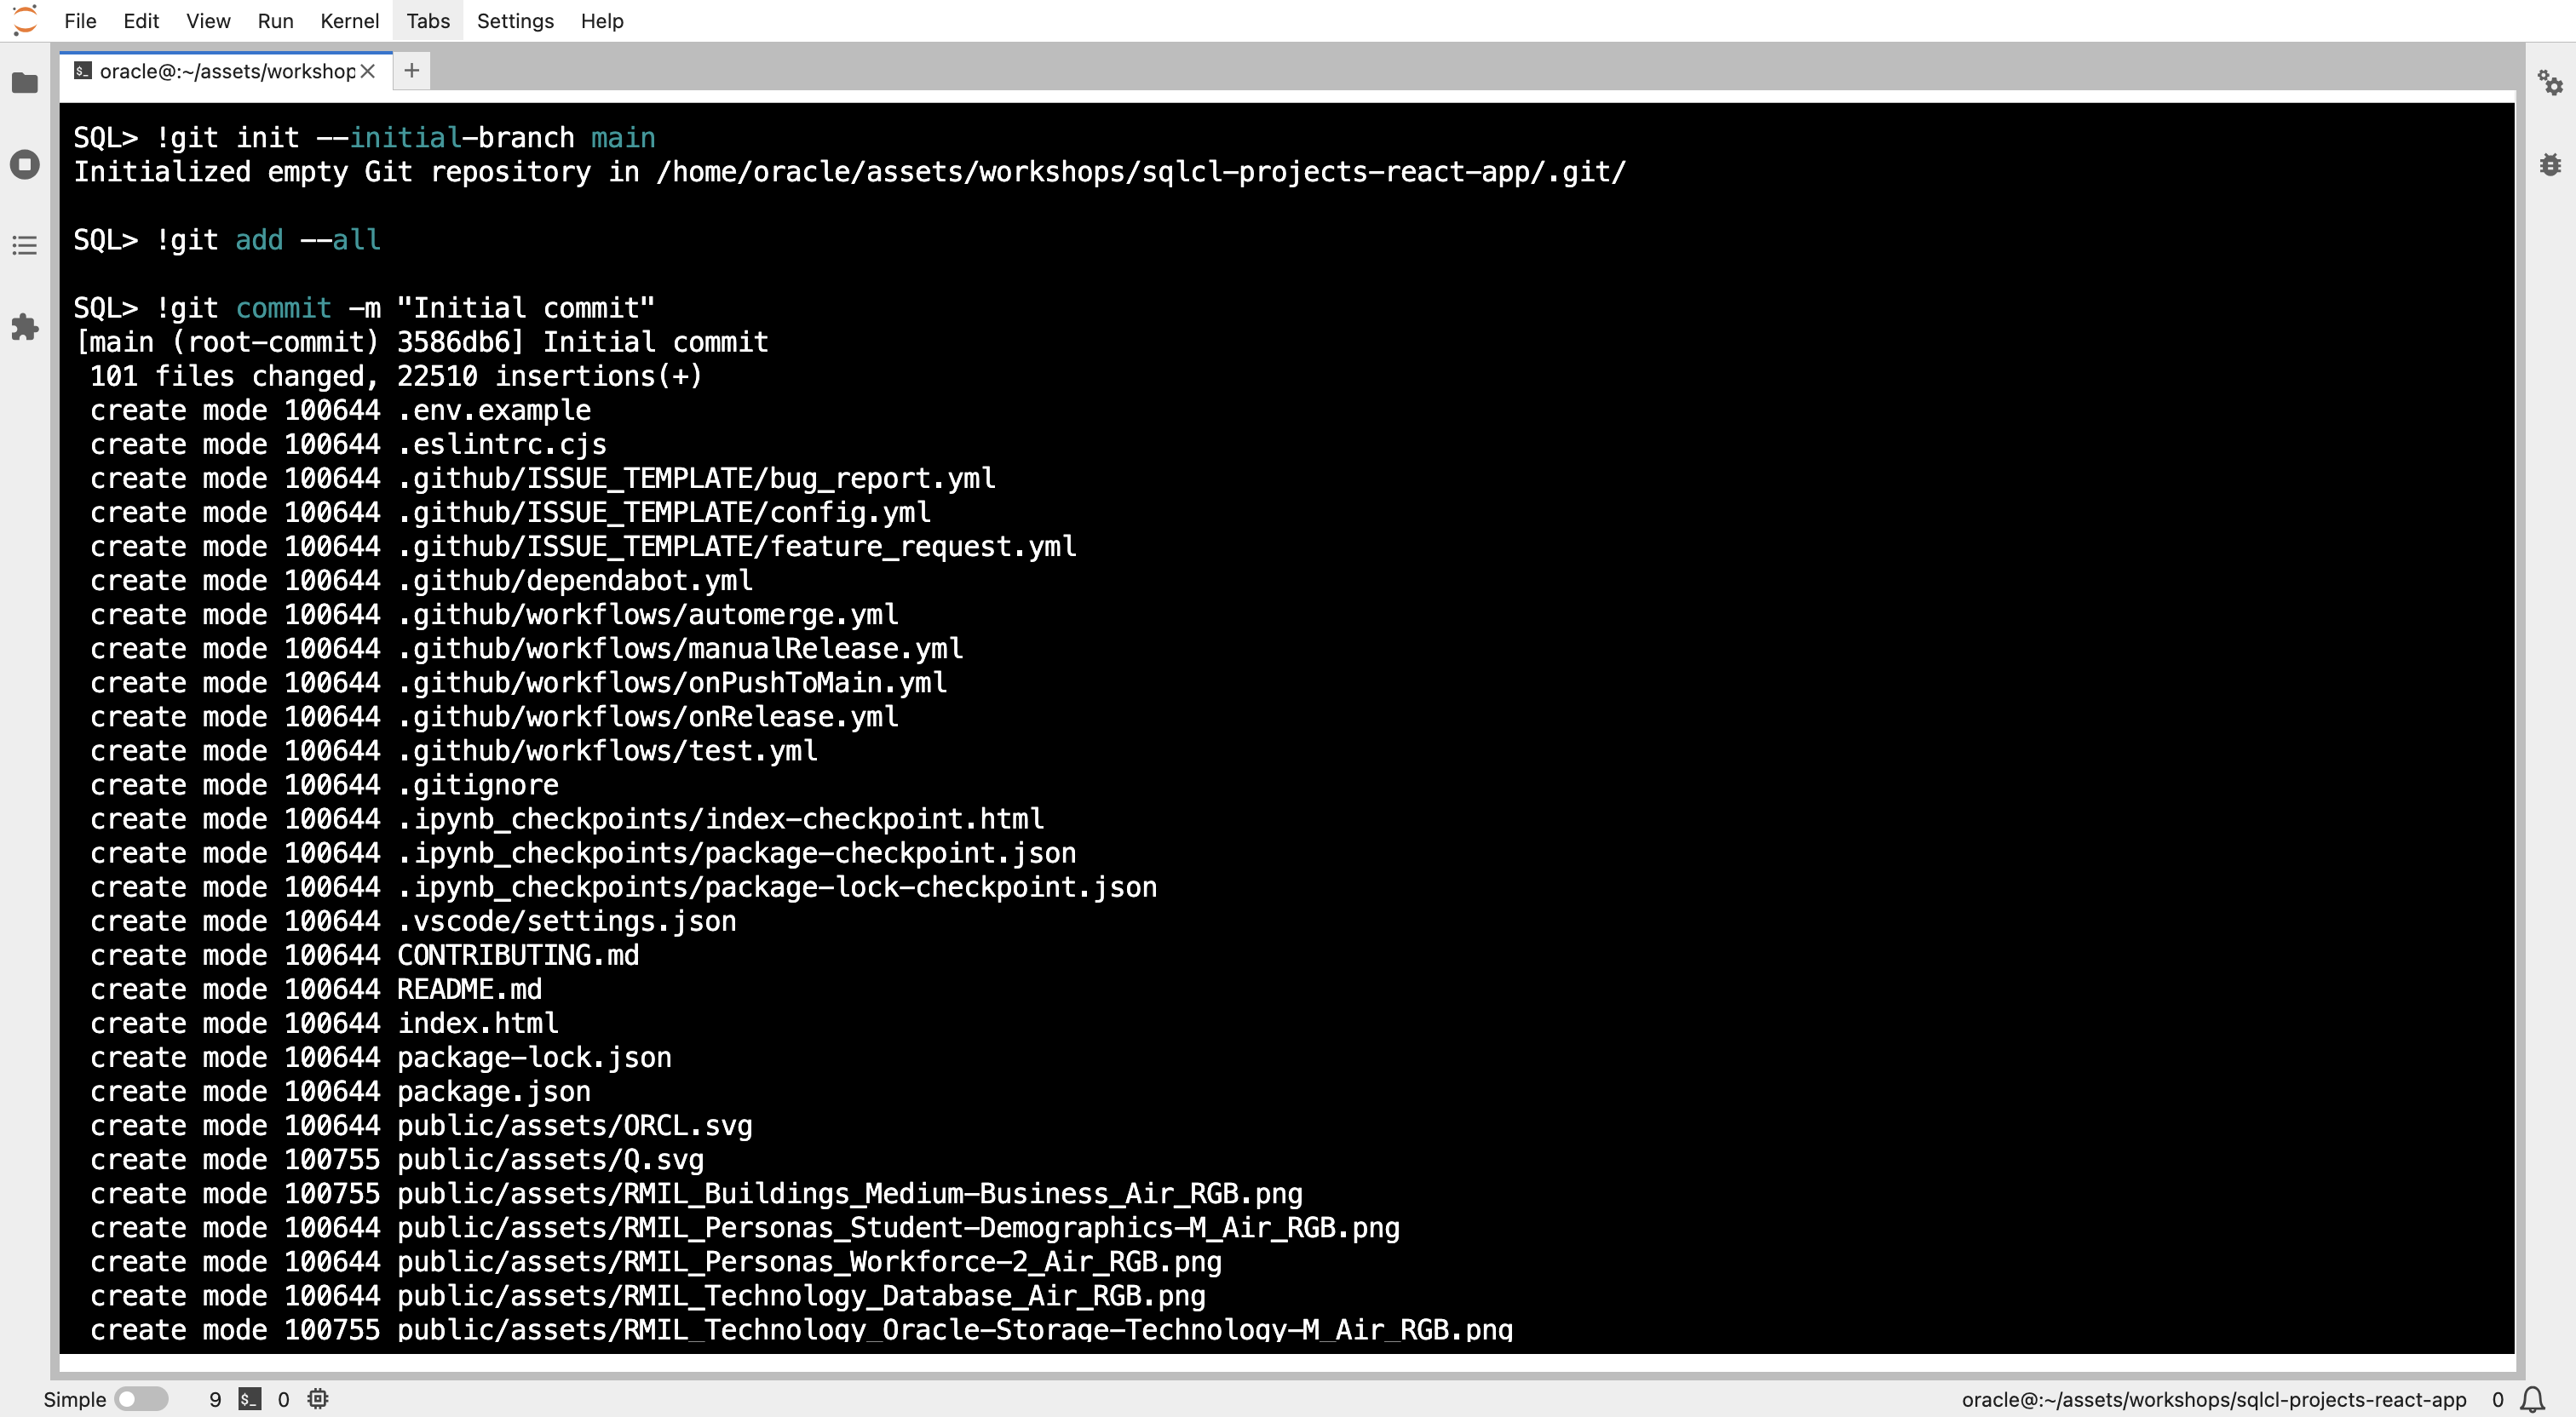 File Edit View Run Kernel Tabs Settings Help
oracle@:~/assets/workshop
SQL> !git init --initial-branch main
Initialized empty Git repository in /home/oracle/assets/workshops/sqlcl-projects-react-app/.git/
SQL> !git add --all
SQL> !git commit -m "Initial commit"
[main (root-commit) 3586db6] Initial commit
101 files changed, 22510 insertions(+)
create mode 100644 .env.example
create mode 100644 .eslintrc.cjs
create mode 100644 .github/ISSUE_TEMPLATE/bug_report.yml
create mode 100644 .github/ISSUE_TEMPLATE/config.yml
create mode 100644 .github/ISSUE_TEMPLATE/feature_request.yml
create mode 100644 .github/dependabot.yml
create mode 100644 .github/workflows/automerge.yml
create mode 100644 .github/workflows/manualRelease.yml
create mode 100644 .github/workflows/onPushToMain.yml
create mode 100644 .github/workflows/onRelease.yml
create mode 100644 .github/workflows/test.yml
create mode 100644 .gitignore
create mode 100644 .ipynb_checkpoints/index-checkpoint.html
create mode 100644 .ipynb_checkpoints/package-checkpoint.json
create mode 100644 .ipynb_checkpoints/package-lock-checkpoint.json
create mode 100644 .vscode/settings.json
create mode 100644 CONTRIBUTING.md
create mode 100644 README.md
create mode 100644 index.html
create mode 100644 package-lock.json
create mode 100644 package.json
create mode 100644 public/assets/ORCL.svg
create mode 100755 public/assets/Q.svg
create mode 100755 public/assets/RMIL_Buildings_Medium-Business_Air_RGB.png
create mode 100644 public/assets/RMIL_Personas_Student-Demographics-M_Air_RGB.png
create mode 100644 public/assets/RMIL_Personas_Workforce-2_Air_RGB.png
create mode 100644 public/assets/RMIL_Technology_Database_Air_RGB.png
create mode 100755 public/assets/RMIL_Technology_Oracle-Storage-Technology-M_Air_RGB.png
Simple 9 $_ 0 oracle@:~/assets/workshops/sqlcl-projects-react-app 0